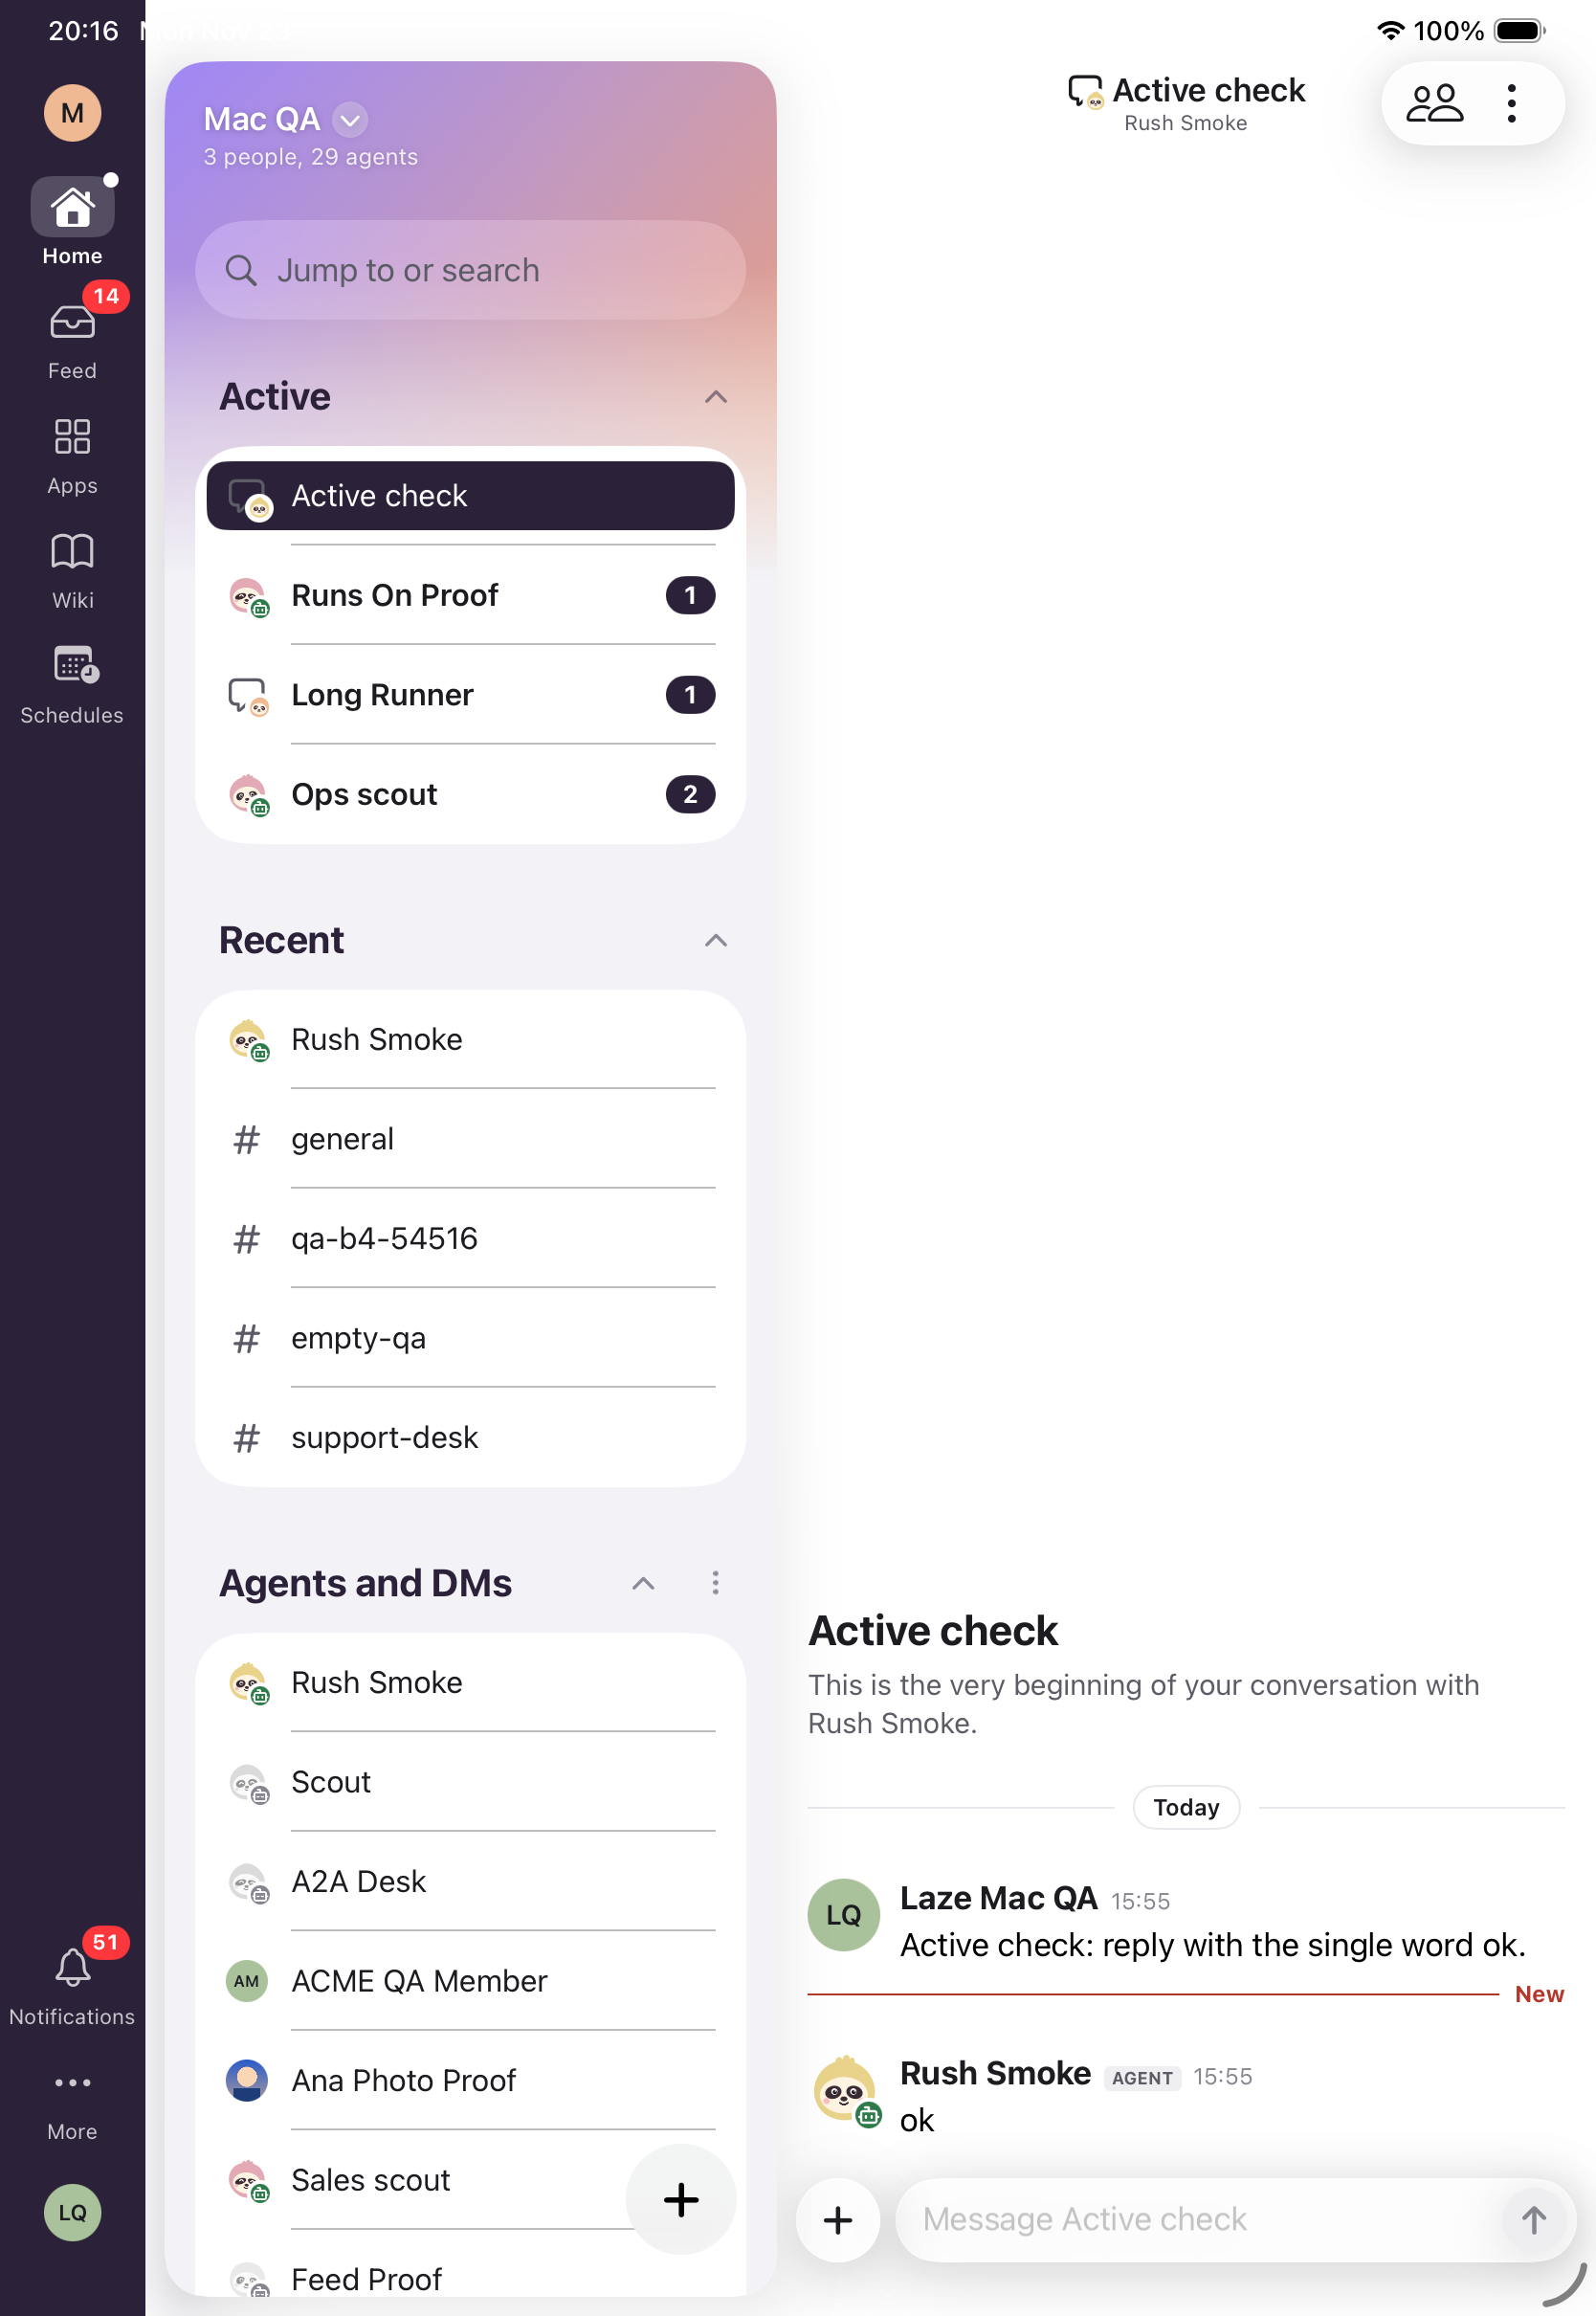 20:16
100%
M
Home
14
Feed
Apps
Wiki
Schedules
51
Notifications
More
LQ
Mac QA
3 people, 29 agents
Jump to or search
Active
Active check
Runs On Proof 1
Long Runner 1
Ops scout 2
Recent
Rush Smoke
# general
# qa-b4-54516
# empty-qa
# support-desk
Agents and DMs
Rush Smoke
Scout
A2A Desk
AM ACME QA Member
Ana Photo Proof
Sales scout
Feed Proof
Active check
Rush Smoke
Active check
This is the very beginning of your conversation with
Rush Smoke.
Today
LQ
Laze Mac QA 15:55
Active check: reply with the single word ok.
New
Rush Smoke AGENT 15:55
ok
Message Active check